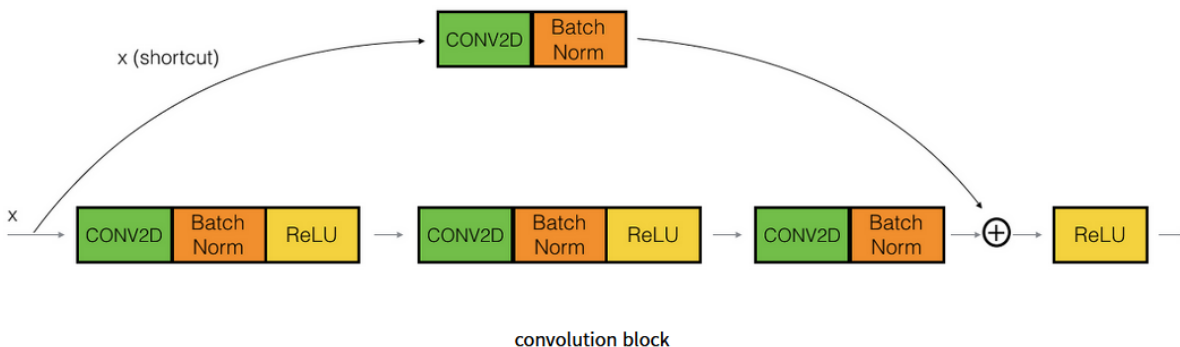 CONV2D
Batch
Norm
x (shortcut)
x
CONV2D
Batch
Norm
ReLU
CONV2D
Batch
Norm
ReLU
CONV2D
Batch
Norm
ReLU
convolution block